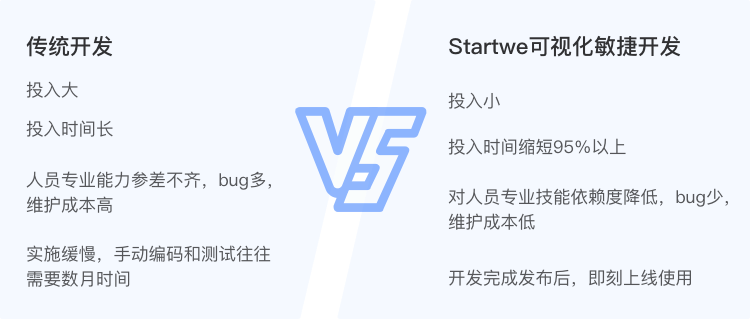 传统开发
投入大
投入时间长
人员专业能力参差不齐，bug多，
维护成本高
实施缓慢，手动编码和测试往往
需要数月时间
VS
Startwe可视化敏捷开发
投入小
投入时间缩短95%以上
对人员专业技能依赖度降低，bug少，
维护成本低
开发完成发布后，即刻上线使用